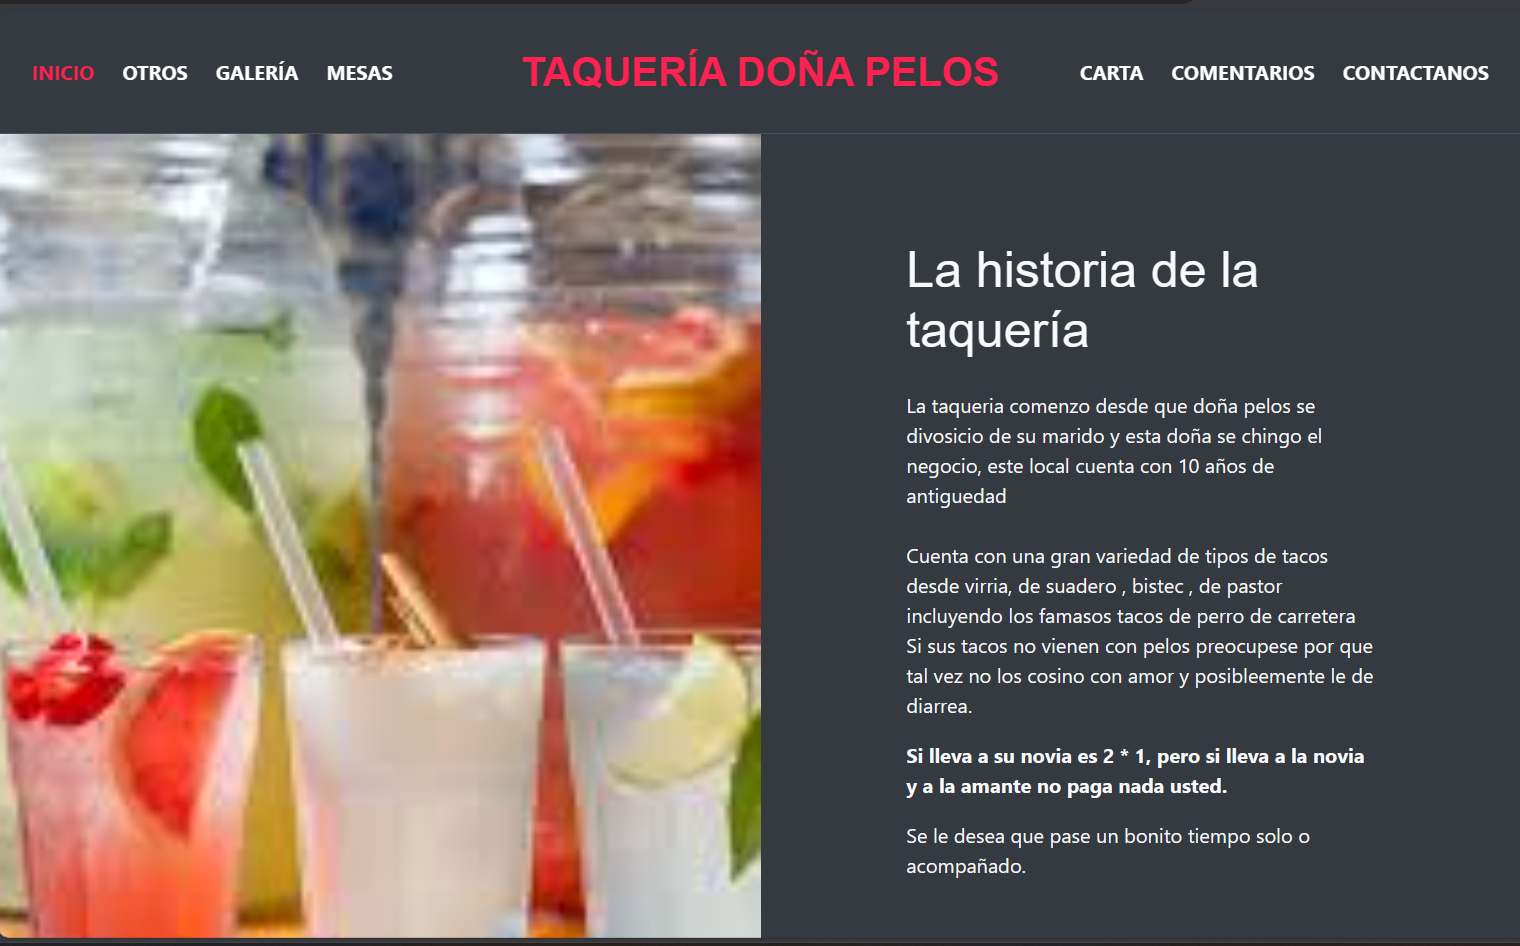 INICIO OTROS GALERÍA MESAS TAQUERÍA DOÑA PELOS CARTA COMENTARIOS CONTACTANOS
La historia de la
taquería
La taqueria comenzo desde que doña pelos se
divosicio de su marido y esta doña se chingo el
negocio, este local cuenta con 10 años de
antiguedad
Cuenta con una gran variedad de tipos de tacos
desde virria, de suadero , bistec , de pastor
incluyendo los famasos tacos de perro de carretera
Si sus tacos no vienen con pelos preocupese por que
tal vez no los cosino con amor y posibleemente le de
diarrea.
Si lleva a su novia es 2 * 1, pero si lleva a la novia
y a la amante no paga nada usted.
Se le desea que pase un bonito tiempo solo o
acompañado.